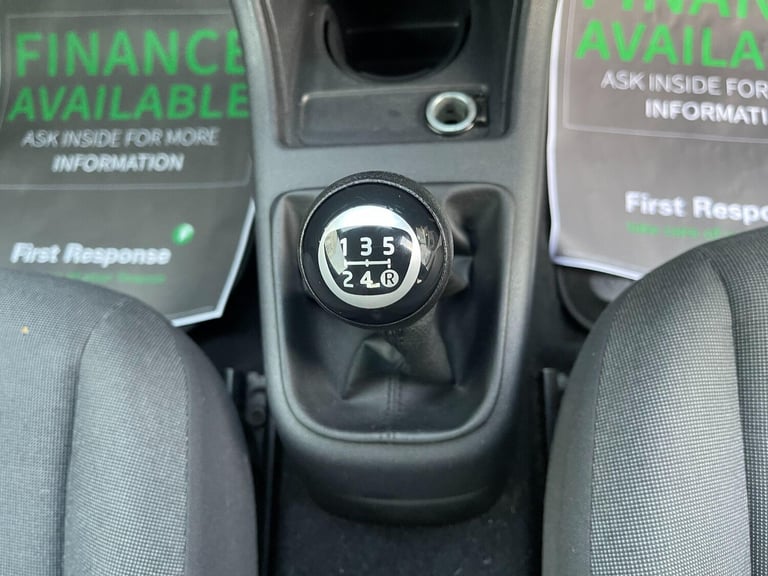 FINANCE
AVAILABLE
ASK INSIDE FOR MORE
INFORMATION
First Response
1 3 5
2 4 R
AVAILA
ASK INSIDE FOR
INFORMATI
First Respo